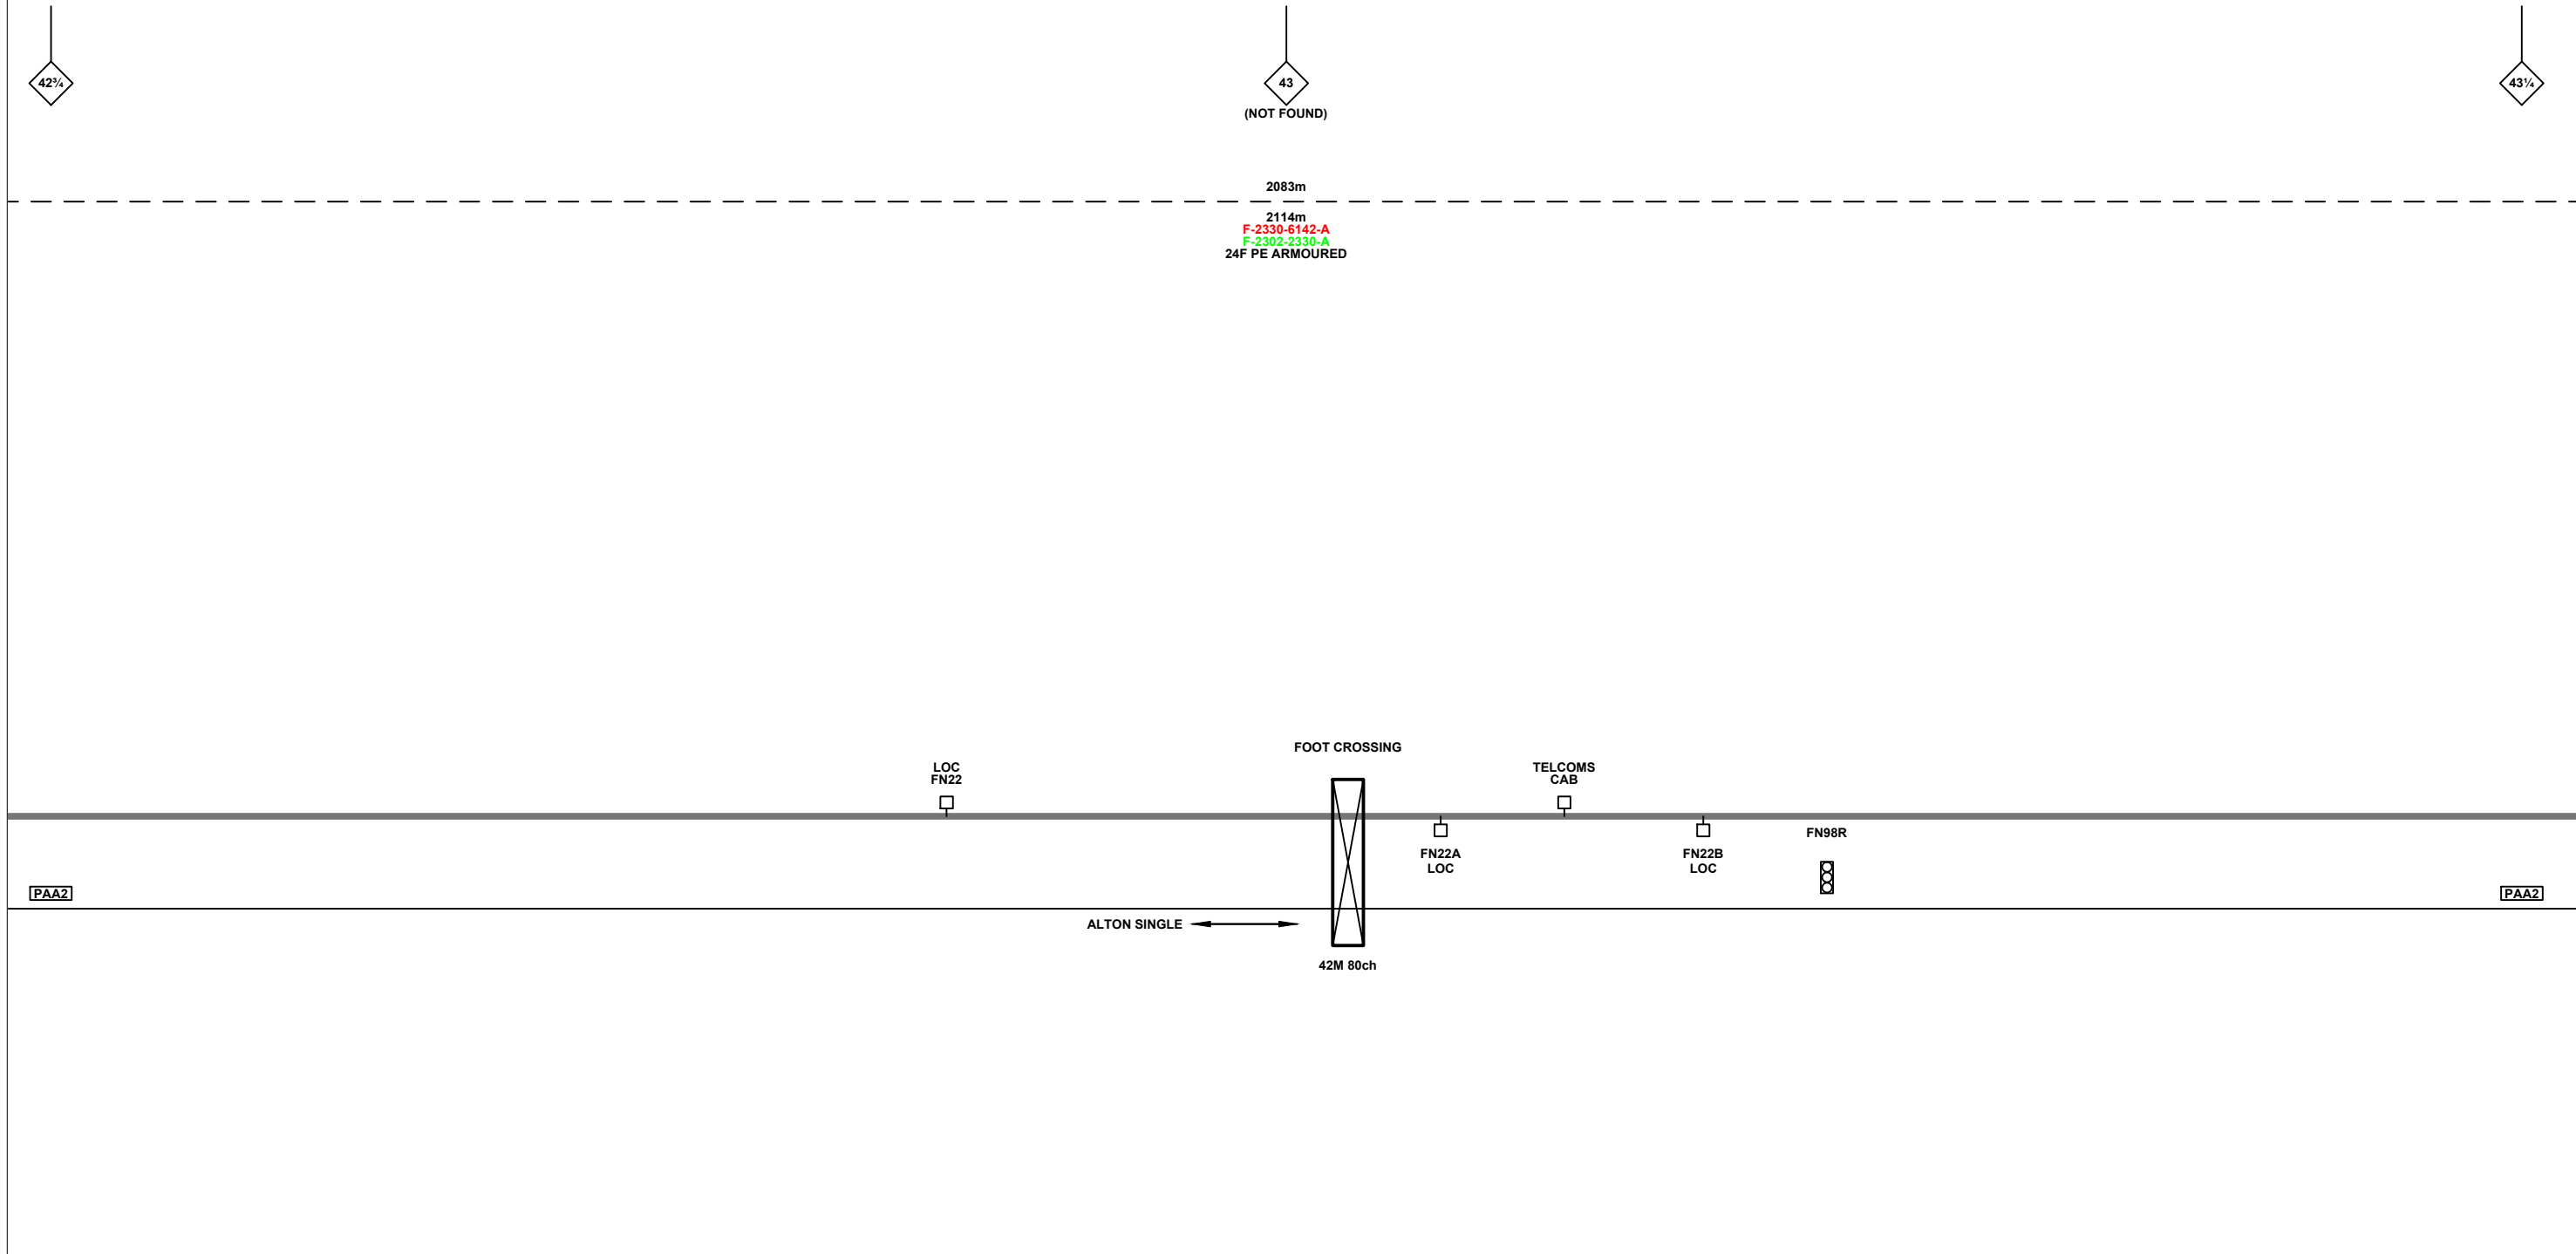 42¾
43
43¼
(NOT FOUND)
2083m
2114m
F-2330-6142-A
F-2302-2330-A
24F PE ARMOURED
FOOT CROSSING
LOC
FN22
TELCOMS
CAB
FN98R
FN22A
LOC
FN22B
LOC
PAA2
PAA2
ALTON SINGLE
42M 80ch